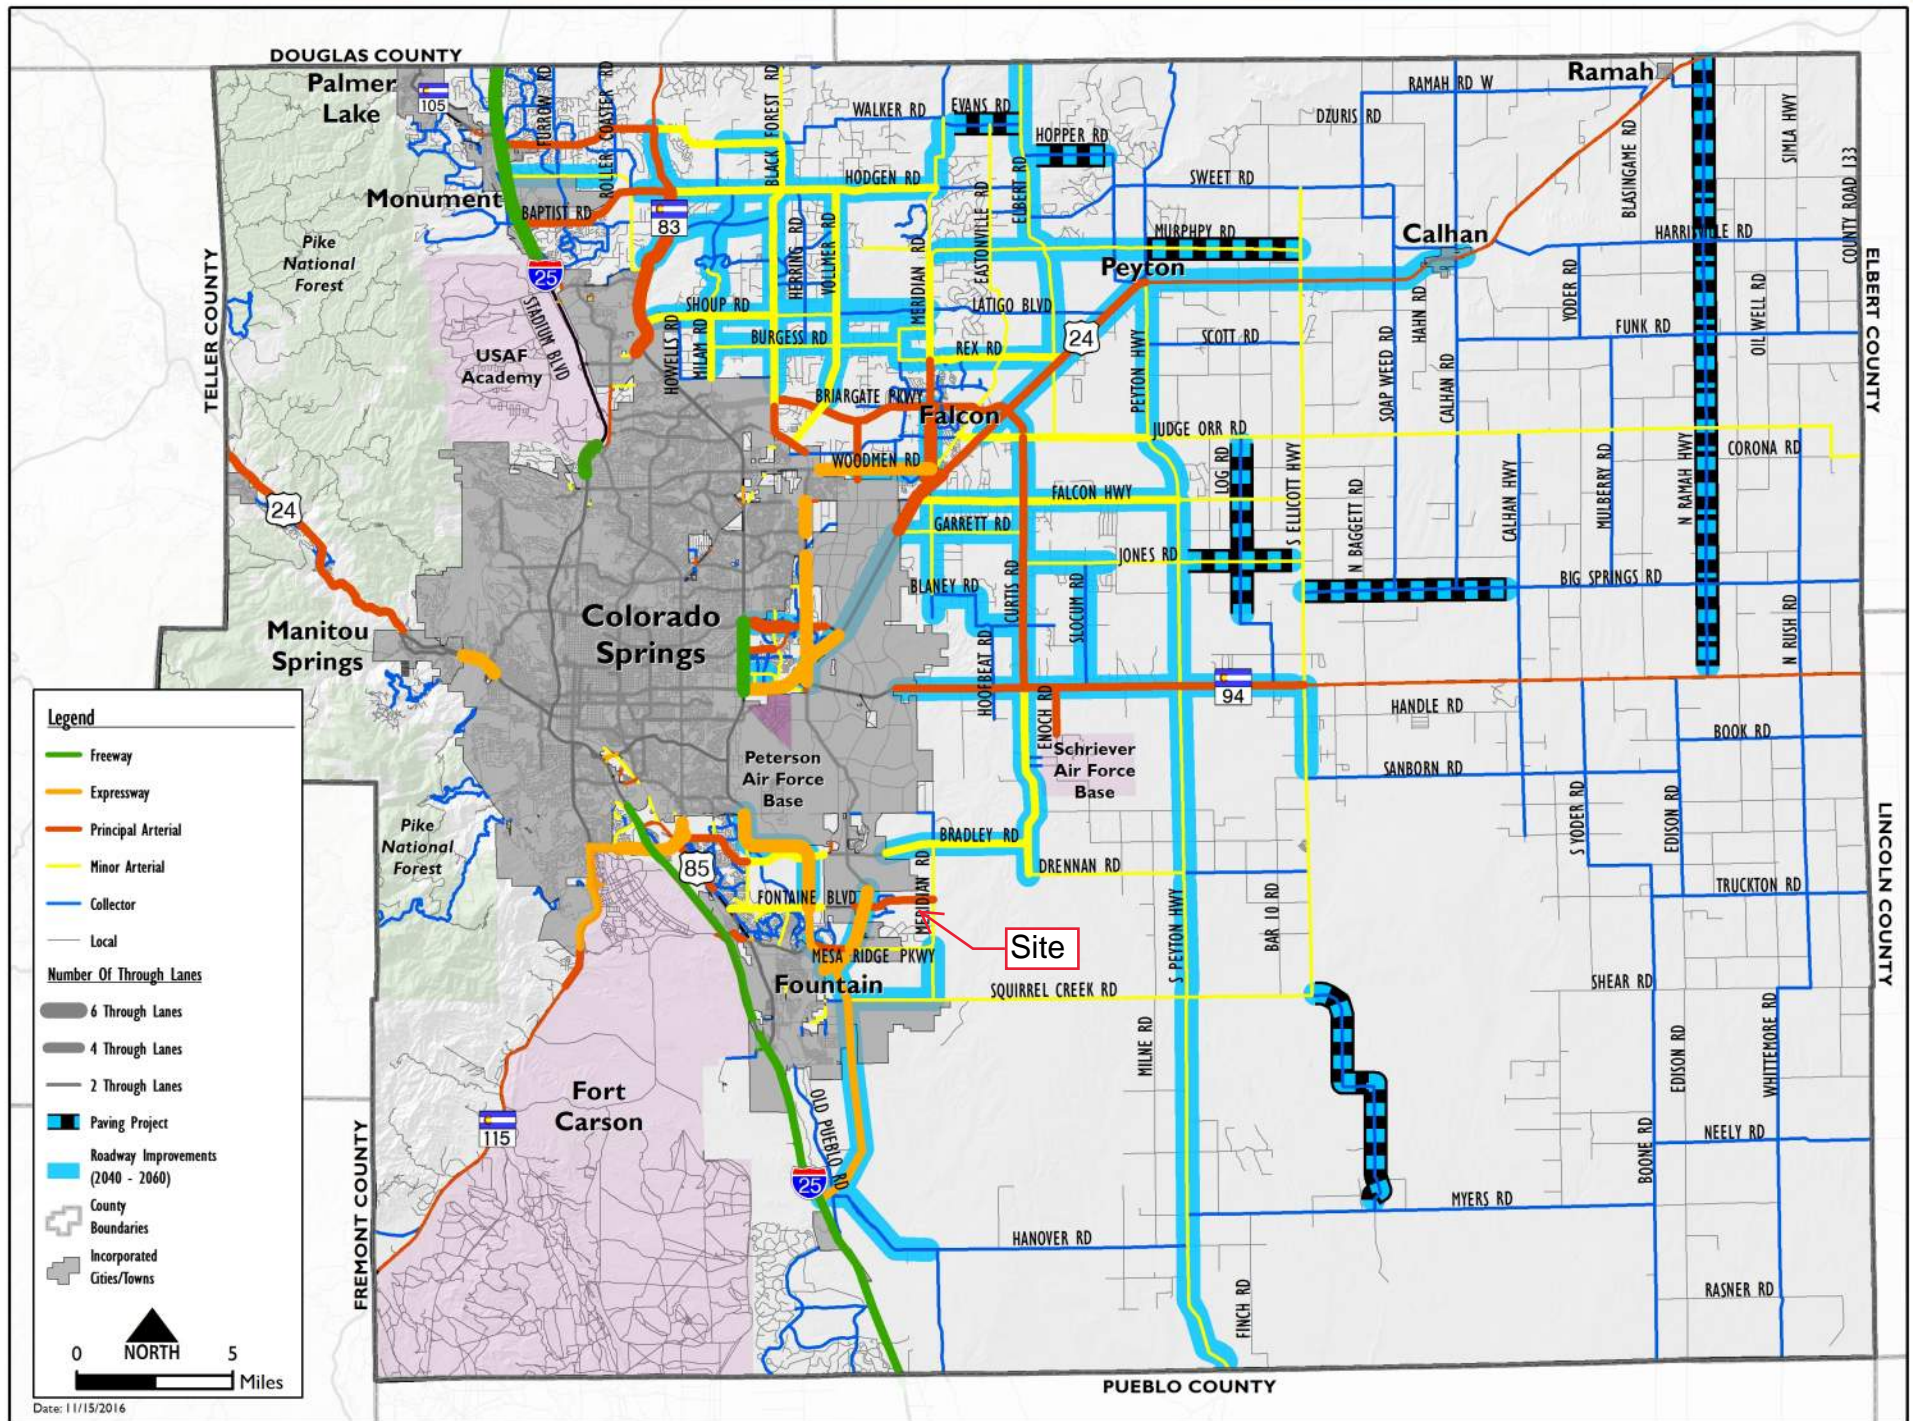 DOUGLAS COUNTY
Palmer
Lake
105
FURROW RD
ROLLER COASTER RD
BLACK FOREST RD
WALKER RD
EVANS RD
HOPPER RD
ELBERT RD
RAMAH RD W
Ramah
DZURIS RD
BLASINGAME RD
SIMLA HWY
COUNTY ROAD 133
Monument
BAPTIST RD
83
HODGEN RD
SWEET RD
EASTONVILLE RD
MURPHPY RD
Calhan
HARRISVILLE RD
Pike
National
Forest
25
HERRING RD
VOLLMER RD
MERIDIAN RD
Peyton
YODER RD
OIL WELL RD
ELBERT COUNTY
TELLER COUNTY
STADIUM BLVD
USAF
Academy
SHOUP RD
BURGESS RD
LATIGO BLVD
REX RD
24
SCOTT RD
FUNK RD
HOWELLS RD
MILAM RD
PEYTON HWY
SOAP WEED RD
HAHN RD
CALHAN RD
BRIARGATE PKWY
Falcon
JUDGE ORR RD
WOODMEN RD
LOG RD
S ELLICOTT HWY
N BAGGETT RD
CALHAN HWY
MULBERRY RD
N RAMAH HWY
CORONA RD
24
FALCON HWY
GARRETT RD
JONES RD
BLANEY RD
CURTIS RD
SLOCUM RD
BIG SPRINGS RD
Colorado
Springs
Manitou
Springs
HOOFBEAT RD
N RUSH RD
94
ENOCH RD
HANDLE RD
BOOK RD
Peterson
Air Force
Base
Schriever
Air Force
Base
SANBORN RD
S YODER RD
EDISON RD
LINCOLN COUNTY
Pike
National
Forest
85
BRADLEY RD
DRENNAN RD
MERIDIAN RD
FONTAINE BLVD
S PEYTON HWY
BAR 10 RD
TRUCKTON RD
Site
MESA RIDGE PKWY
Fountain
SQUIRREL CREEK RD
SHEAR RD
MILNE RD
EDISON RD
WHITTEMORE RD
Fort
Carson
115
OLD PUEBLO RD
25
BOONE RD
NEELY RD
MYERS RD
HANOVER RD
FINCH RD
RASNER RD
FREMONT COUNTY
PUEBLO COUNTY
Legend
Freeway
Expressway
Principal Arterial
Minor Arterial
Collector
Local
Number Of Through Lanes
6 Through Lanes
4 Through Lanes
2 Through Lanes
Paving Project
Roadway Improvements
(2040 - 2060)
County
Boundaries
Incorporated
Cities/Towns
NORTH
0 5
Miles
Date: 11/15/2016